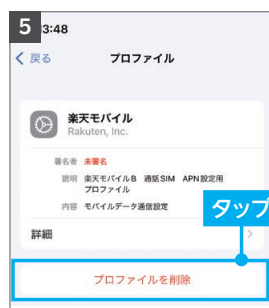 5
3:48
戻る
プロファイル
楽天モバイル
Rakuten, Inc.
署名者 未署名
説明 楽天モバイルB 通話SIM APN設定用
プロファイル
内容 モバイルデータ通信設定
タップ
詳細
プロファイルを削除